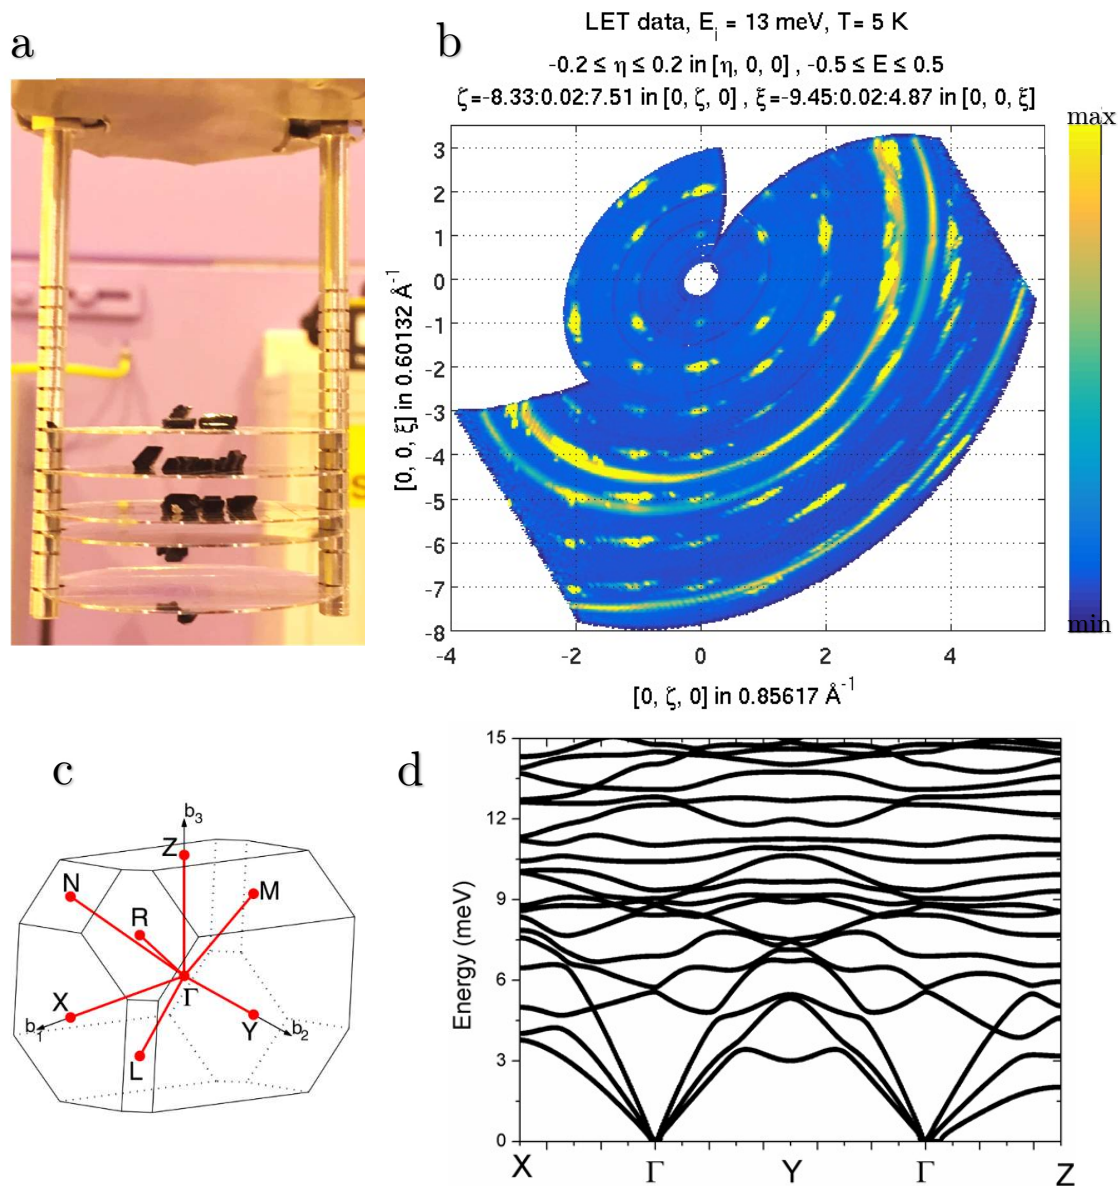 a
b
LET data, E_i = 13 meV, T= 5 K
-0.2 ≤ η ≤ 0.2 in [η, 0, 0] , -0.5 ≤ E ≤ 0.5
ζ=-8.33:0.02:7.51 in [0, ζ, 0] , ξ=-9.45:0.02:4.87 in [0, 0, ξ]
max
min
[0, 0, ξ] in 0.60132 Å^-1
3
2
1
0
-1
-2
-3
-4
-5
-6
-7
-8
-4 -2 0 2 4
[0, ζ, 0] in 0.85617 Å^-1
c
b_3
Z
N
M
R
Γ
X
Y
b_1
b_2
L
d
Energy (meV)
15
12
9
6
3
0
X Γ Y Γ Z